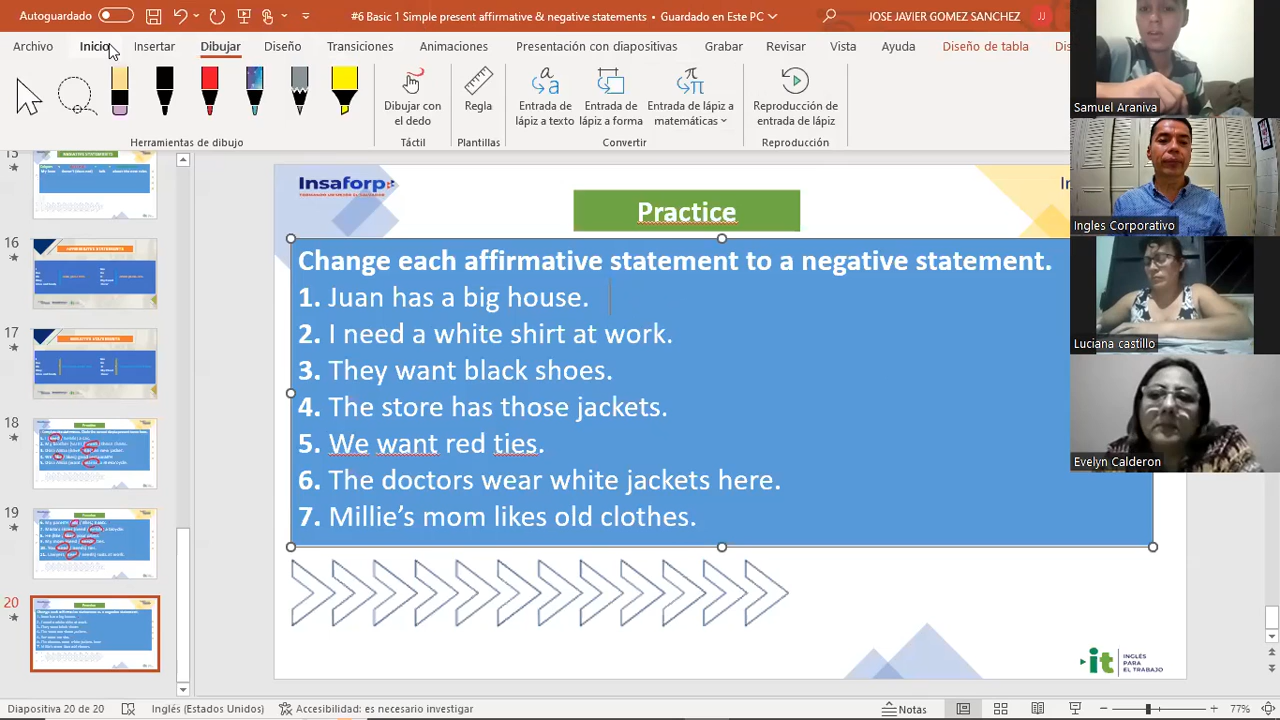 Autoguardado
#6 Basic 1 Simple present affirmative & negative statements • Guardado en Este PC
JOSE JAVIER GOMEZ SANCHEZ
JJ
Archivo Inicio Insertar Dibujar Diseño Transiciones Animaciones Presentación con diapositivas Grabar Revisar Vista Ayuda Diseño de tabla
Dibujar con el dedo
Regla
Entrada de lápiz a texto
Entrada de lápiz a forma
Entrada de lápiz a matemáticas
Reproducción de entrada de lápiz
Herramientas de dibujo
Táctil
Plantillas
Convertir
Reproducción
Samuel Araniva
Ingles Corporativo
Luciana castillo
Evelyn Calderon
15
16
17
18
19
20
Insaforp
Practice
Change each affirmative statement to a negative statement.
1. Juan has a big house.
2. I need a white shirt at work.
3. They want black shoes.
4. The store has those jackets.
5. We want red ties.
6. The doctors wear white jackets here.
7. Millie's mom likes old clothes.
it INGLÉS
PARA
EL TRABAJO
Diapositiva 20 de 20
Inglés (Estados Unidos)
Accesibilidad: es necesario investigar
Notas
77%